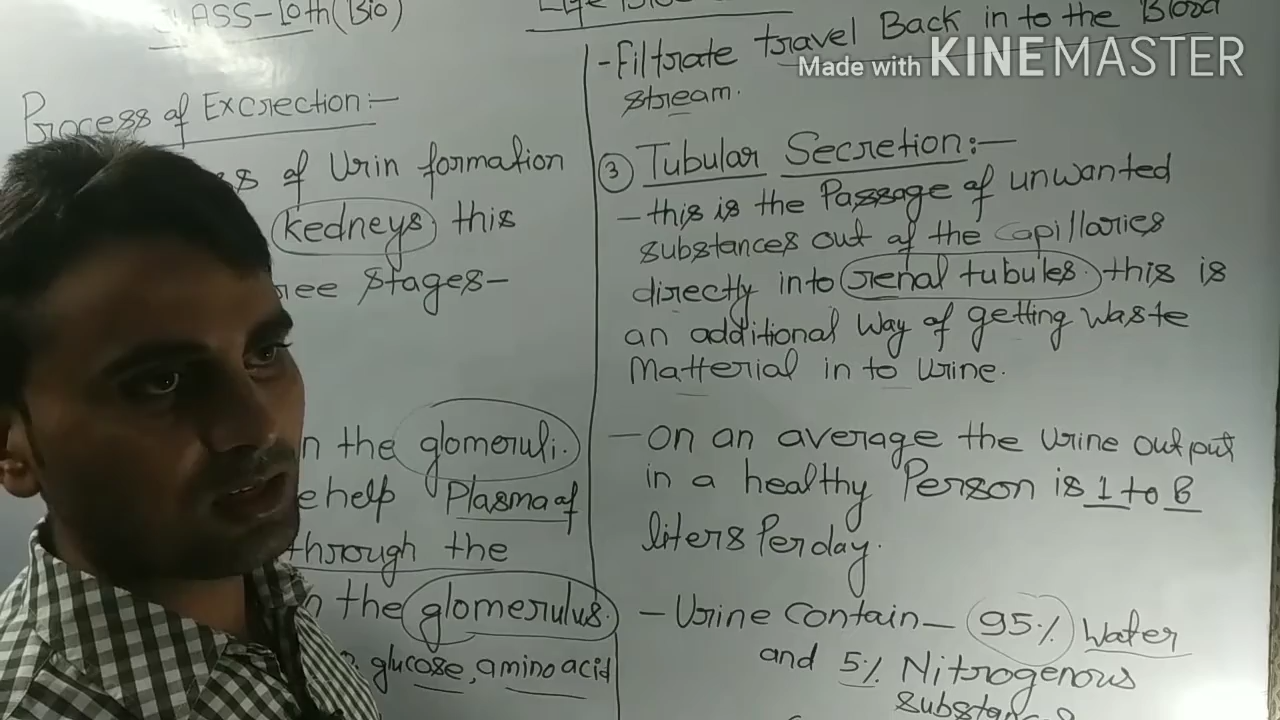 CLASS-10th (Bio)
Process of Excretion:-
of Urin formation
kedneys this
stages-
the glomeruli.
help Plasma of
through the
the glomerulus.
glucose, amino acid
Life
-Filtrate travel Back in to the Blood
stream.
Made with KINEMASTER
③ Tubular Secretion:-
- this is the Passage of unwanted
substances out of the capillaries
directly into renal tubules. this is
an additional way of getting waste
Matterial in to Urine.
- on an average the Urine output
in a healthy Person is 1 to B
liters Per day.
- Urine Contain- 95% Water
and 5% Nitrogenous